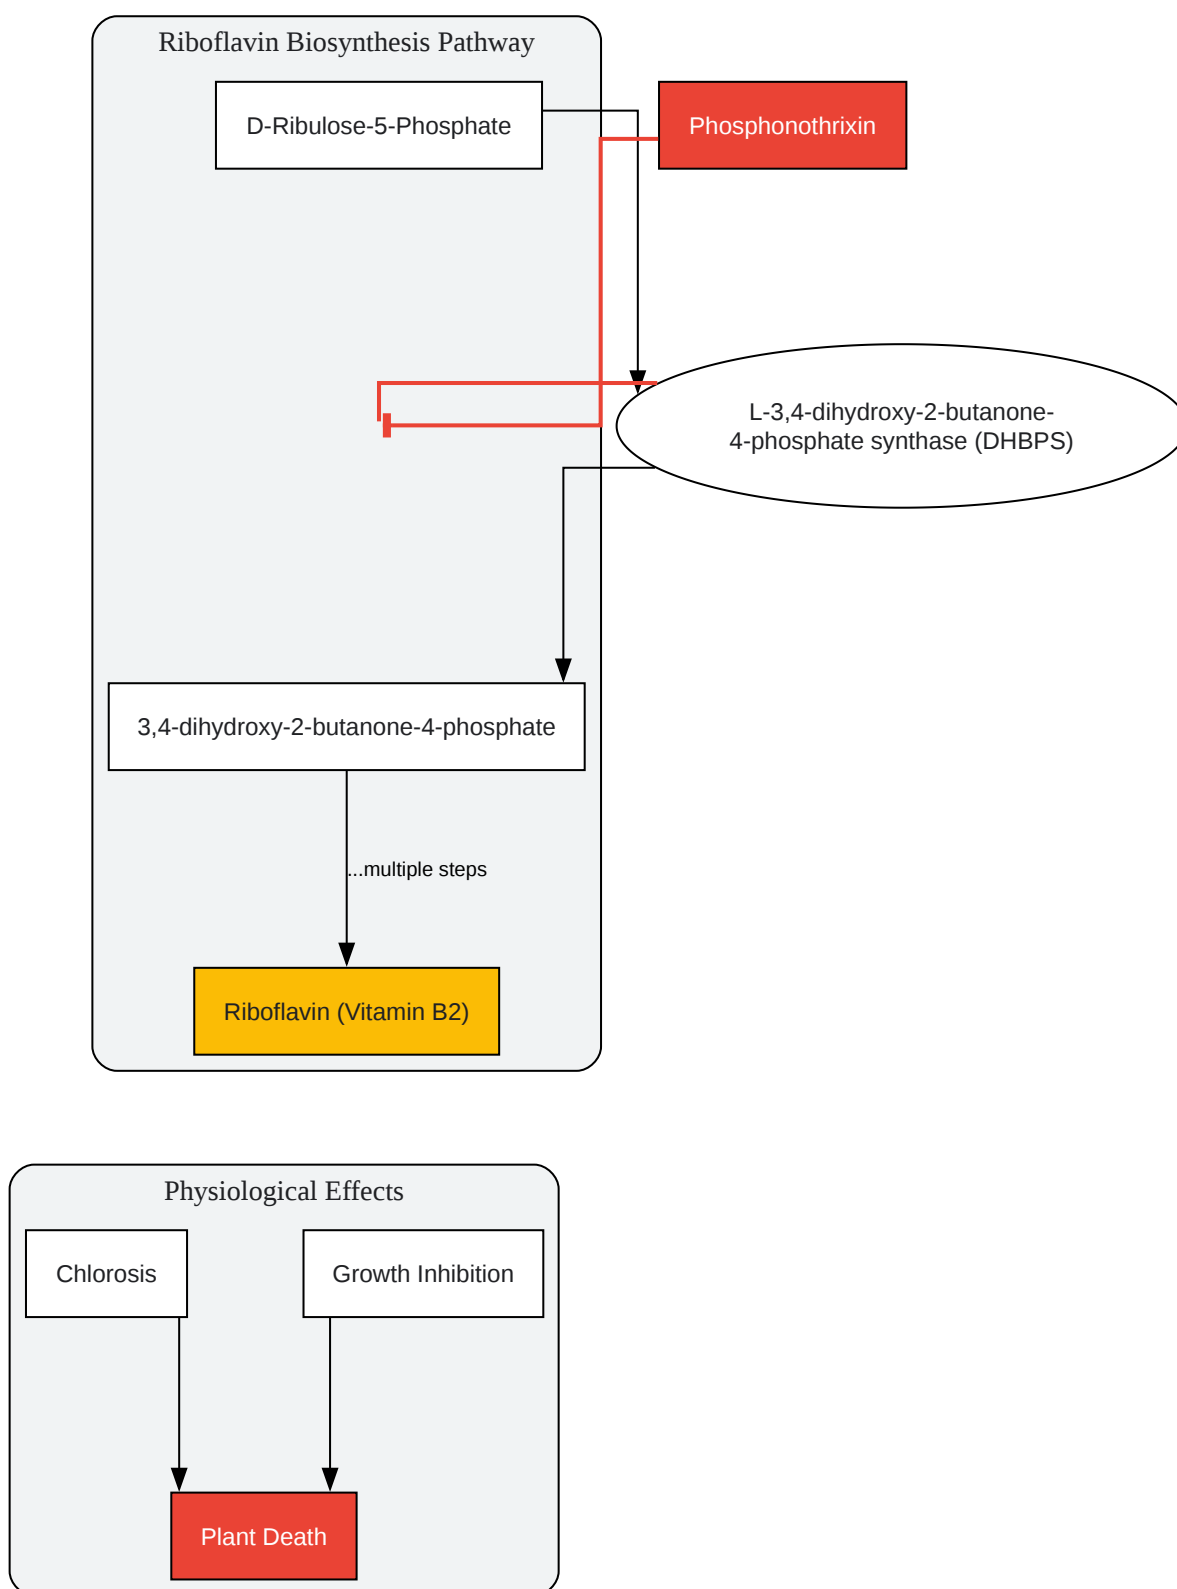 Riboflavin Biosynthesis Pathway
D-Ribulose-5-Phosphate
Phosphonothrixin
L-3,4-dihydroxy-2-butanone-
4-phosphate synthase (DHBPS)
3,4-dihydroxy-2-butanone-4-phosphate
...multiple steps
Riboflavin (Vitamin B2)
Physiological Effects
Chlorosis
Growth Inhibition
Plant Death